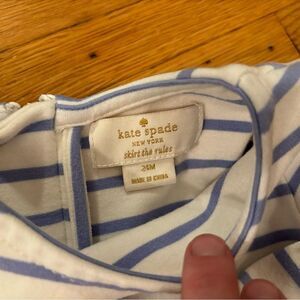 kate spade
NEW YORK
skirt the rules
24M
MADE IN CHINA